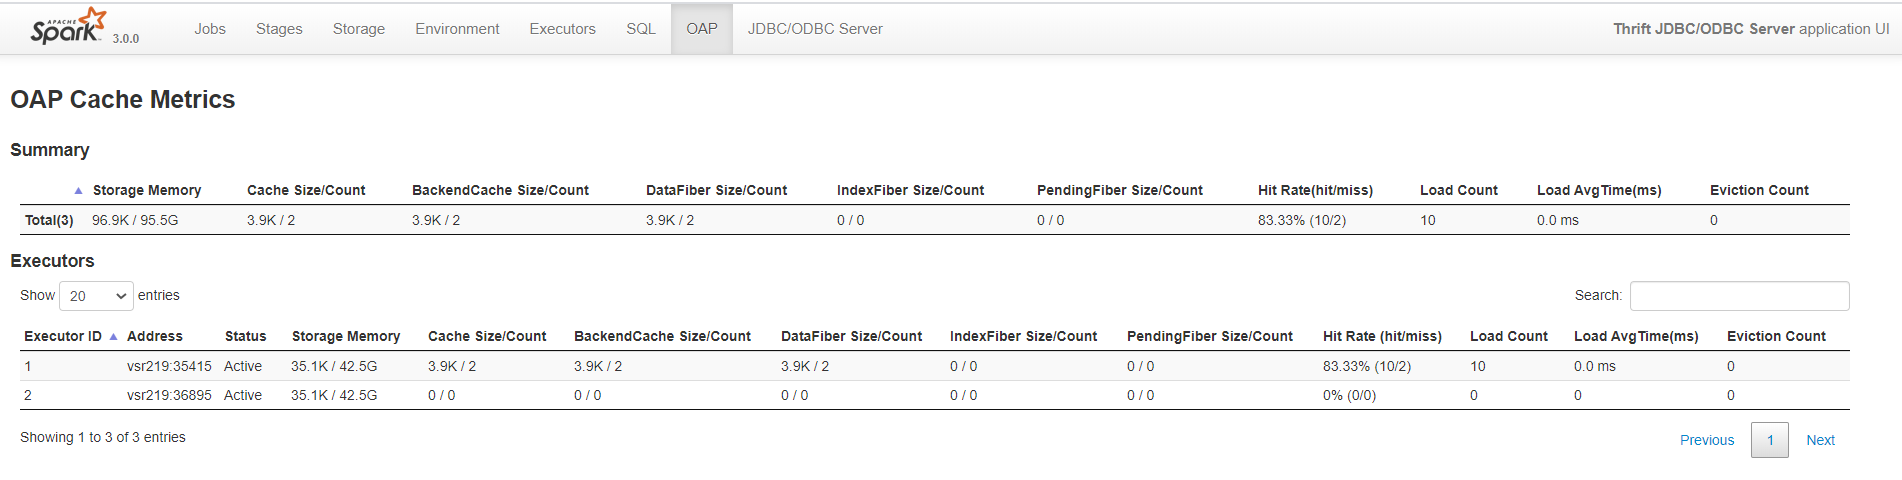 APACHE
Spark 3.0.0 Jobs Stages Storage Environment Executors SQL OAP JDBC/ODBC Server Thrift JDBC/ODBC Server application UI
OAP Cache Metrics
Summary
Storage Memory Cache Size/Count BackendCache Size/Count DataFiber Size/Count IndexFiber Size/Count PendingFiber Size/Count Hit Rate(hit/miss) Load Count Load AvgTime(ms) Eviction Count
Total(3) 96.9K / 95.5G 3.9K / 2 3.9K / 2 3.9K / 2 0 / 0 0 / 0 83.33% (10/2) 10 0.0 ms 0
Executors
Show 20 entries Search:
Executor ID Address Status Storage Memory Cache Size/Count BackendCache Size/Count DataFiber Size/Count IndexFiber Size/Count PendingFiber Size/Count Hit Rate (hit/miss) Load Count Load AvgTime(ms) Eviction Count
1 vsr219:35415 Active 35.1K / 42.5G 3.9K / 2 3.9K / 2 3.9K / 2 0 / 0 0 / 0 83.33% (10/2) 10 0.0 ms 0
2 vsr219:36895 Active 35.1K / 42.5G 0 / 0 0 / 0 0 / 0 0 / 0 0 / 0 0% (0/0) 0 0 0
Showing 1 to 3 of 3 entries Previous 1 Next